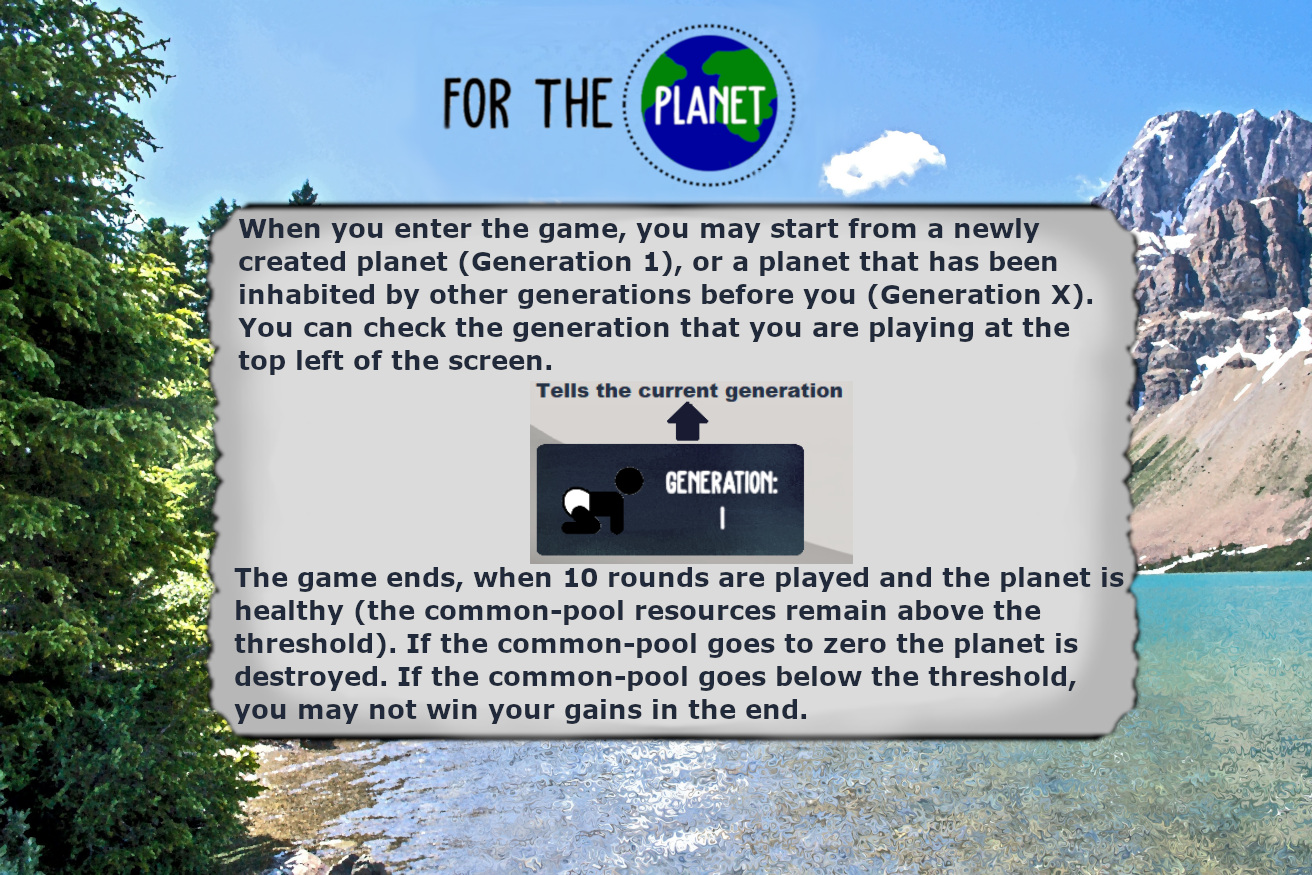 FOR THE PLANET
When you enter the game, you may start from a newly
created planet (Generation 1), or a planet that has been
inhabited by other generations before you (Generation X).
You can check the generation that you are playing at the
top left of the screen.
Tells the current generation
GENERATION:
1
The game ends, when 10 rounds are played and the planet is
healthy (the common-pool resources remain above the
threshold). If the common-pool goes to zero the planet is
destroyed. If the common-pool goes below the threshold,
you may not win your gains in the end.